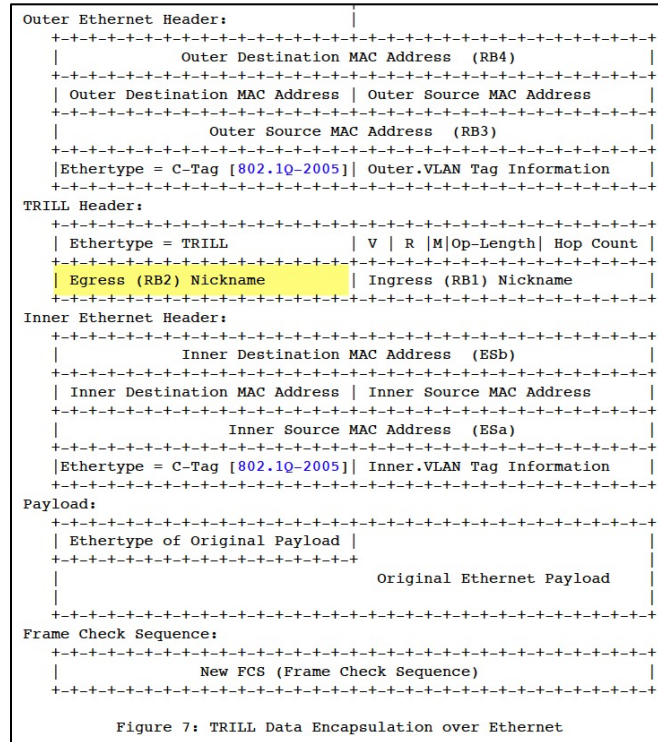 Outer Ethernet Header: |
+-+-+-+-+-+-+-+-+-+-+-+-+-+-+-+-+-+-+-+-+-+-+-+-+-+-+-+-+-+-+-+-+
| Outer Destination MAC Address (RB4) |
+-+-+-+-+-+-+-+-+-+-+-+-+-+-+-+-+-+-+-+-+-+-+-+-+-+-+-+-+-+-+-+-+
| Outer Destination MAC Address | Outer Source MAC Address |
+-+-+-+-+-+-+-+-+-+-+-+-+-+-+-+-+-+-+-+-+-+-+-+-+-+-+-+-+-+-+-+-+
| Outer Source MAC Address (RB3) |
+-+-+-+-+-+-+-+-+-+-+-+-+-+-+-+-+-+-+-+-+-+-+-+-+-+-+-+-+-+-+-+-+
|Ethertype = C-Tag [802.1Q-2005]| Outer.VLAN Tag Information |
+-+-+-+-+-+-+-+-+-+-+-+-+-+-+-+-+-+-+-+-+-+-+-+-+-+-+-+-+-+-+-+-+
TRILL Header:
+-+-+-+-+-+-+-+-+-+-+-+-+-+-+-+-+-+-+-+-+-+-+-+-+-+-+-+-+-+-+-+-+
| Ethertype = TRILL | V | R |M|Op-Length| Hop Count |
+-+-+-+-+-+-+-+-+-+-+-+-+-+-+-+-+-+-+-+-+-+-+-+-+-+-+-+-+-+-+-+-+
| Egress (RB2) Nickname | Ingress (RB1) Nickname |
+-+-+-+-+-+-+-+-+-+-+-+-+-+-+-+-+-+-+-+-+-+-+-+-+-+-+-+-+-+-+-+-+
Inner Ethernet Header:
+-+-+-+-+-+-+-+-+-+-+-+-+-+-+-+-+-+-+-+-+-+-+-+-+-+-+-+-+-+-+-+-+
| Inner Destination MAC Address (ESb) |
+-+-+-+-+-+-+-+-+-+-+-+-+-+-+-+-+-+-+-+-+-+-+-+-+-+-+-+-+-+-+-+-+
| Inner Destination MAC Address | Inner Source MAC Address |
+-+-+-+-+-+-+-+-+-+-+-+-+-+-+-+-+-+-+-+-+-+-+-+-+-+-+-+-+-+-+-+-+
| Inner Source MAC Address (ESa) |
+-+-+-+-+-+-+-+-+-+-+-+-+-+-+-+-+-+-+-+-+-+-+-+-+-+-+-+-+-+-+-+-+
|Ethertype = C-Tag [802.1Q-2005]| Inner.VLAN Tag Information |
+-+-+-+-+-+-+-+-+-+-+-+-+-+-+-+-+-+-+-+-+-+-+-+-+-+-+-+-+-+-+-+-+
Payload:
+-+-+-+-+-+-+-+-+-+-+-+-+-+-+-+-+-+-+-+-+-+-+-+-+-+-+-+-+-+-+-+-+
| Ethertype of Original Payload | |
+-+-+-+-+-+-+-+-+-+-+-+-+-+-+-+-+ |
| Original Ethernet Payload |
| |
+-+-+-+-+-+-+-+-+-+-+-+-+-+-+-+-+-+-+-+-+-+-+-+-+-+-+-+-+-+-+-+-+
Frame Check Sequence:
+-+-+-+-+-+-+-+-+-+-+-+-+-+-+-+-+-+-+-+-+-+-+-+-+-+-+-+-+-+-+-+-+
| New FCS (Frame Check Sequence) |
+-+-+-+-+-+-+-+-+-+-+-+-+-+-+-+-+-+-+-+-+-+-+-+-+-+-+-+-+-+-+-+-+
Figure 7: TRILL Data Encapsulation over Ethernet